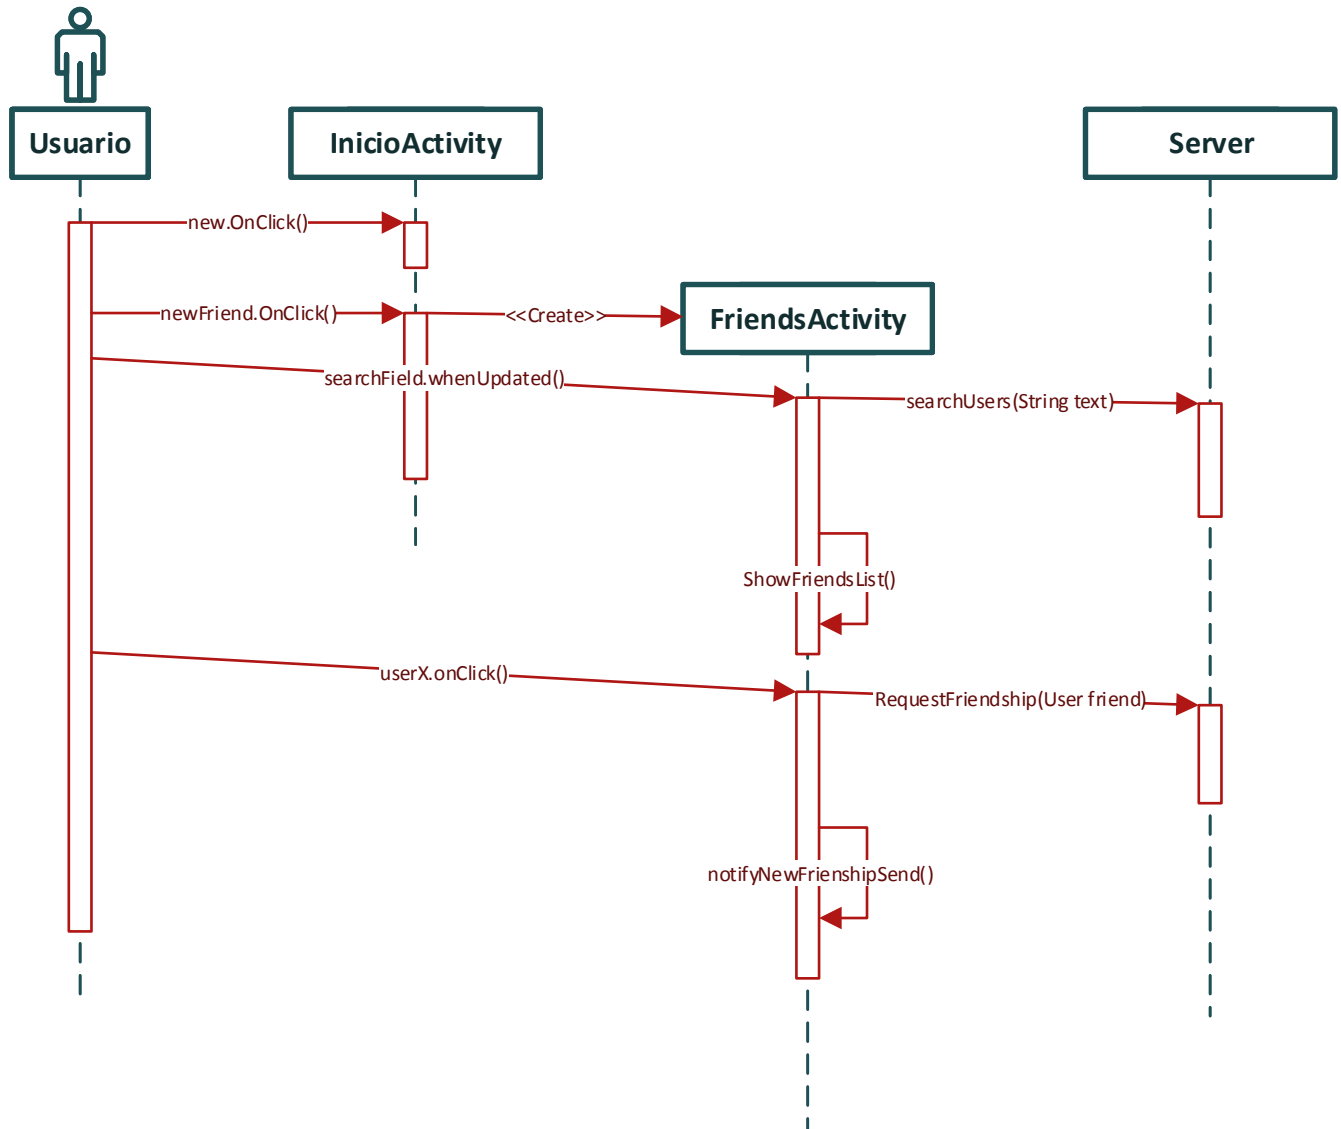 Usuario
InicioActivity
Server
new.OnClick()
newFriend.OnClick()
<<Create>>
FriendsActivity
searchField.whenUpdated()
searchUsers(String text)
ShowFriendsList()
userX.onClick()
RequestFriendship(User friend)
notifyNewFrienshipSend()